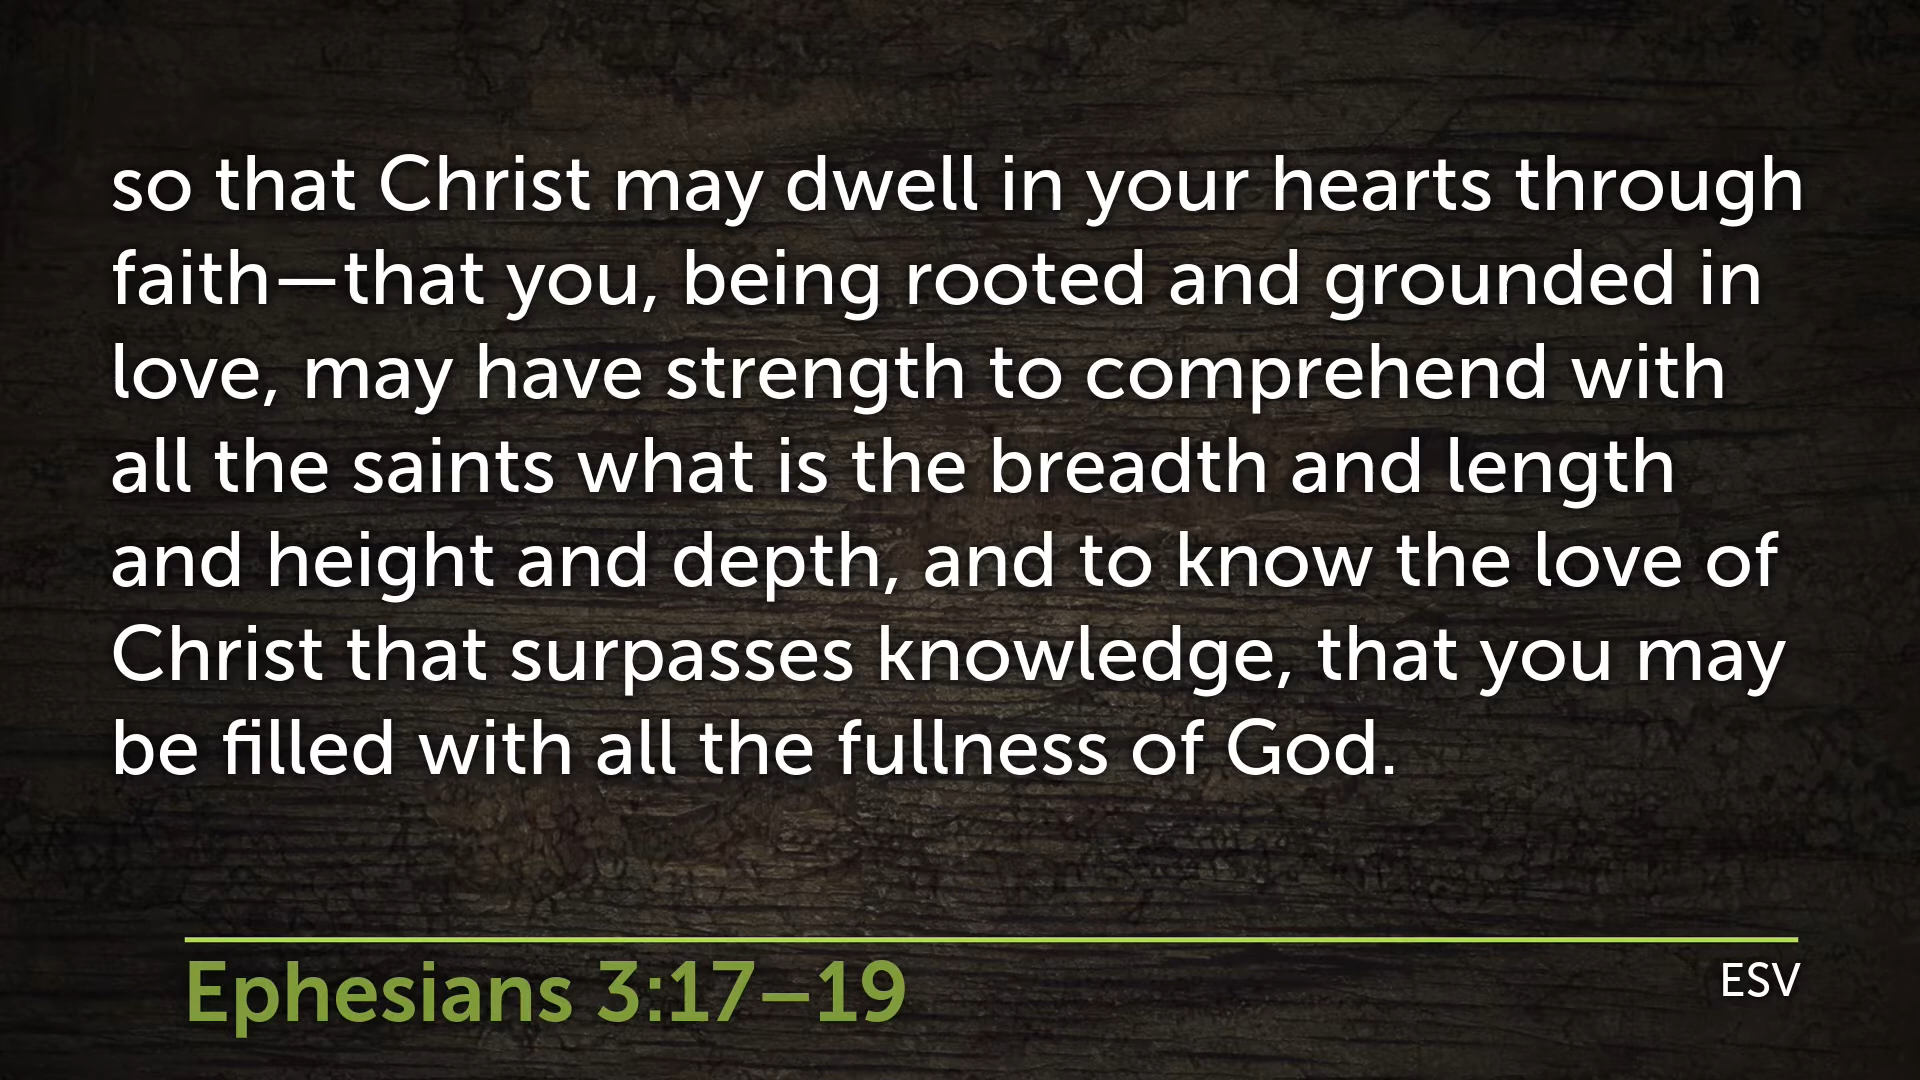 so that Christ may dwell in your hearts through
faith—that you, being rooted and grounded in
love, may have strength to comprehend with
all the saints what is the breadth and length
and height and depth, and to know the love of
Christ that surpasses knowledge, that you may
be filled with all the fullness of God.
Ephesians 3:17–19
ESV